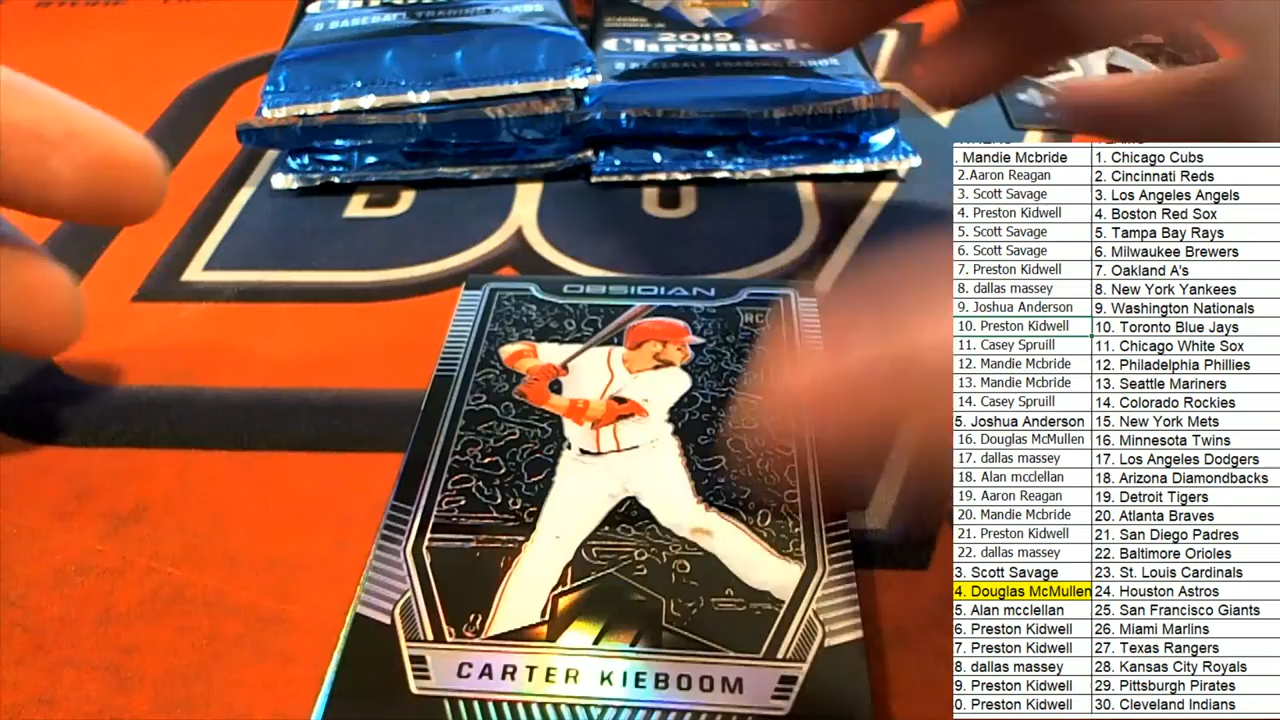 8 BASEBALL TRADING CARDS
2019
Chronicles
8 BASEBALL TRADING CARDS
OBSIDIAN
RC
CARTER KIEBOOM
. Mandie Mcbride 1. Chicago Cubs
2.Aaron Reagan 2. Cincinnati Reds
3. Scott Savage 3. Los Angeles Angels
4. Preston Kidwell 4. Boston Red Sox
5. Scott Savage 5. Tampa Bay Rays
6. Scott Savage 6. Milwaukee Brewers
7. Preston Kidwell 7. Oakland A's
8. dallas massey 8. New York Yankees
9. Joshua Anderson 9. Washington Nationals
10. Preston Kidwell 10. Toronto Blue Jays
11. Casey Spruill 11. Chicago White Sox
12. Mandie Mcbride 12. Philadelphia Phillies
13. Mandie Mcbride 13. Seattle Mariners
14. Casey Spruill 14. Colorado Rockies
5. Joshua Anderson 15. New York Mets
16. Douglas McMullen 16. Minnesota Twins
17. dallas massey 17. Los Angeles Dodgers
18. Alan mcclellan 18. Arizona Diamondbacks
19. Aaron Reagan 19. Detroit Tigers
20. Mandie Mcbride 20. Atlanta Braves
21. Preston Kidwell 21. San Diego Padres
22. dallas massey 22. Baltimore Orioles
3. Scott Savage 23. St. Louis Cardinals
4. Douglas McMullen 24. Houston Astros
5. Alan mcclellan 25. San Francisco Giants
6. Preston Kidwell 26. Miami Marlins
7. Preston Kidwell 27. Texas Rangers
8. dallas massey 28. Kansas City Royals
9. Preston Kidwell 29. Pittsburgh Pirates
0. Preston Kidwell 30. Cleveland Indians